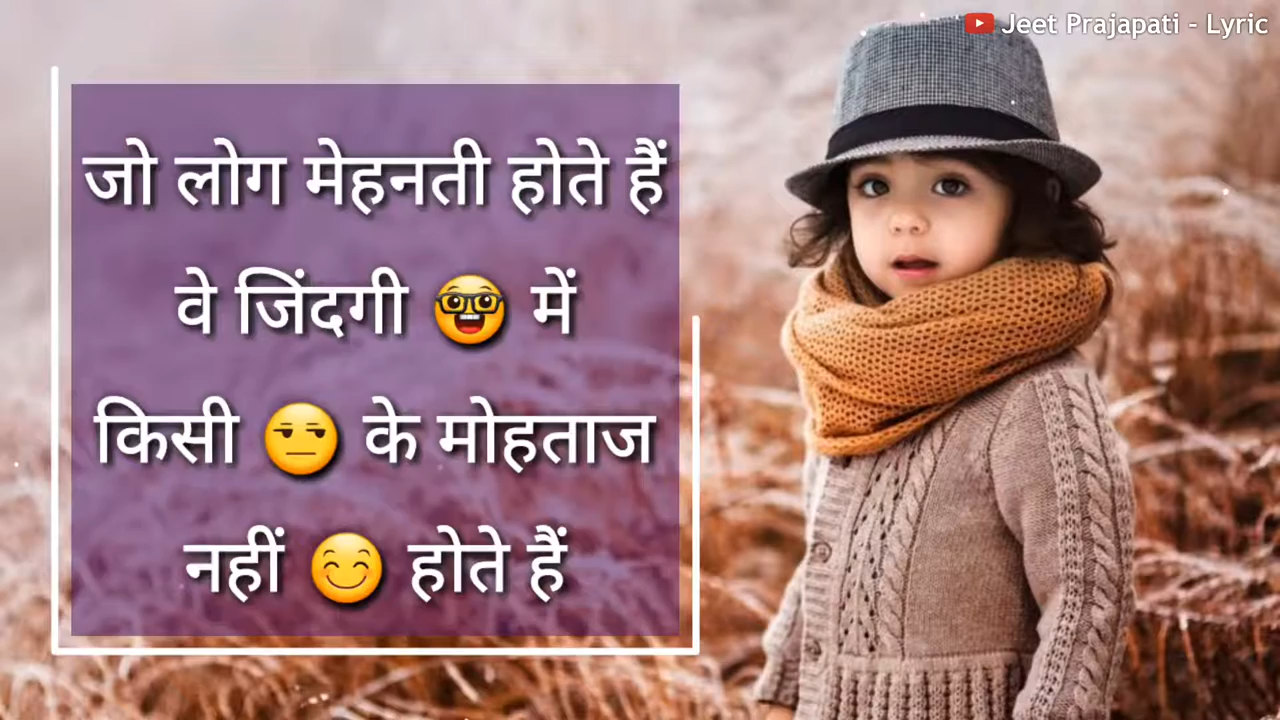 Jeet Prajapati - Lyric
जो लोग मेहनती होते हैं
वे जिंदगी 🤓 में
किसी 😒 के मोहताज
नहीं 😊 होते हैं